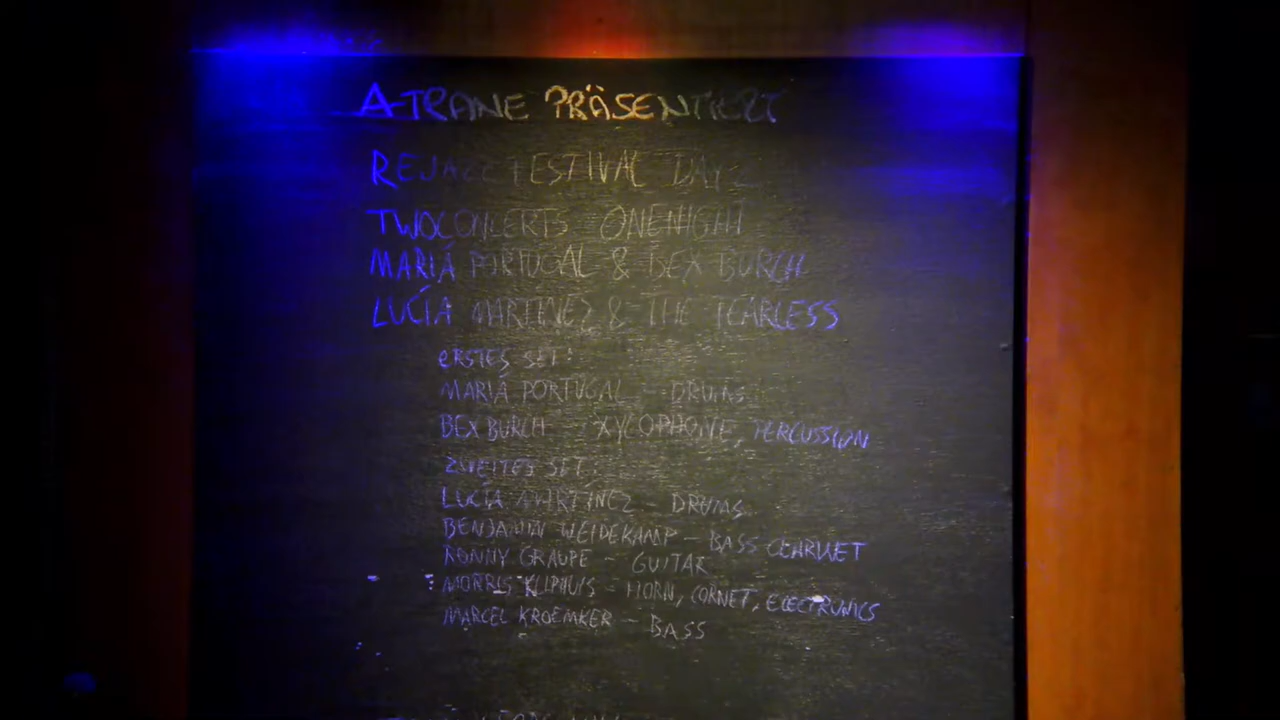 A-TRANE PRÄSENTIERT
REJAZZ FESTIVAL DAY 2
TWO CONCERTS ONE NIGHT
MARIÁ PORTUGAL & BEX BURCH
LUCÍA MARTINEZ & THE FEARLESS
ERSTES SET:
MARIÁ PORTUGAL - DRUMS
BEX BURCH - XYLOPHONE, PERCUSSION
ZWEITES SET:
LUCÍA MARTÍNEZ - DRUMS
BENJAMIN WEIDEKAMP - BASS CLARINET
RONNY GRAUPE - GUITAR
MORRIS KLIPHUIS - HORN, CORNET, ELECTRONICS
MARCEL KROEMKER - BASS